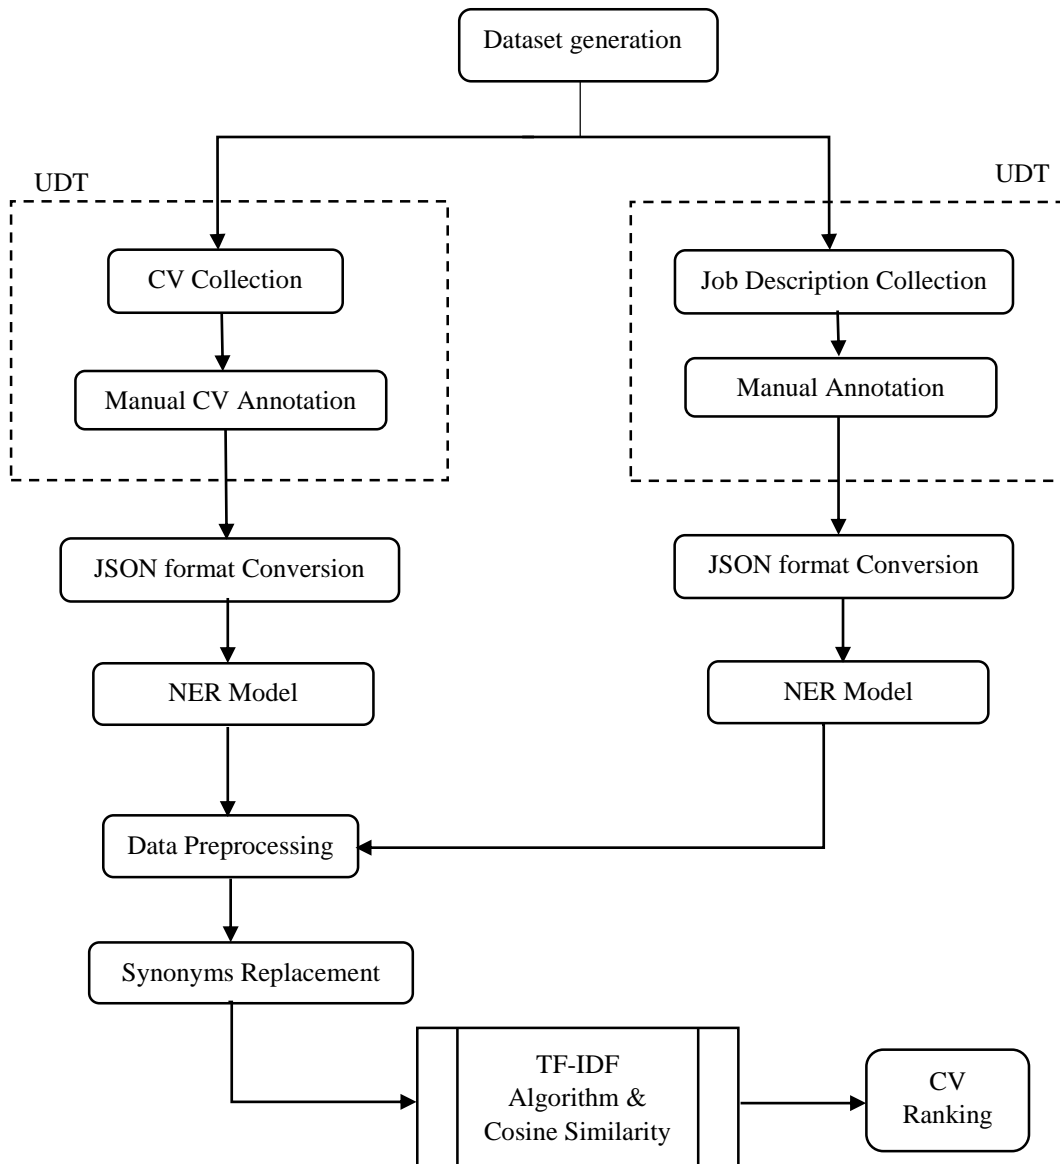 Dataset generation
UDT
UDT
CV Collection
Job Description Collection
Manual CV Annotation
Manual Annotation
JSON format Conversion
JSON format Conversion
NER Model
NER Model
Data Preprocessing
Synonyms Replacement
TF-IDF
Algorithm &
Cosine Similarity
CV
Ranking